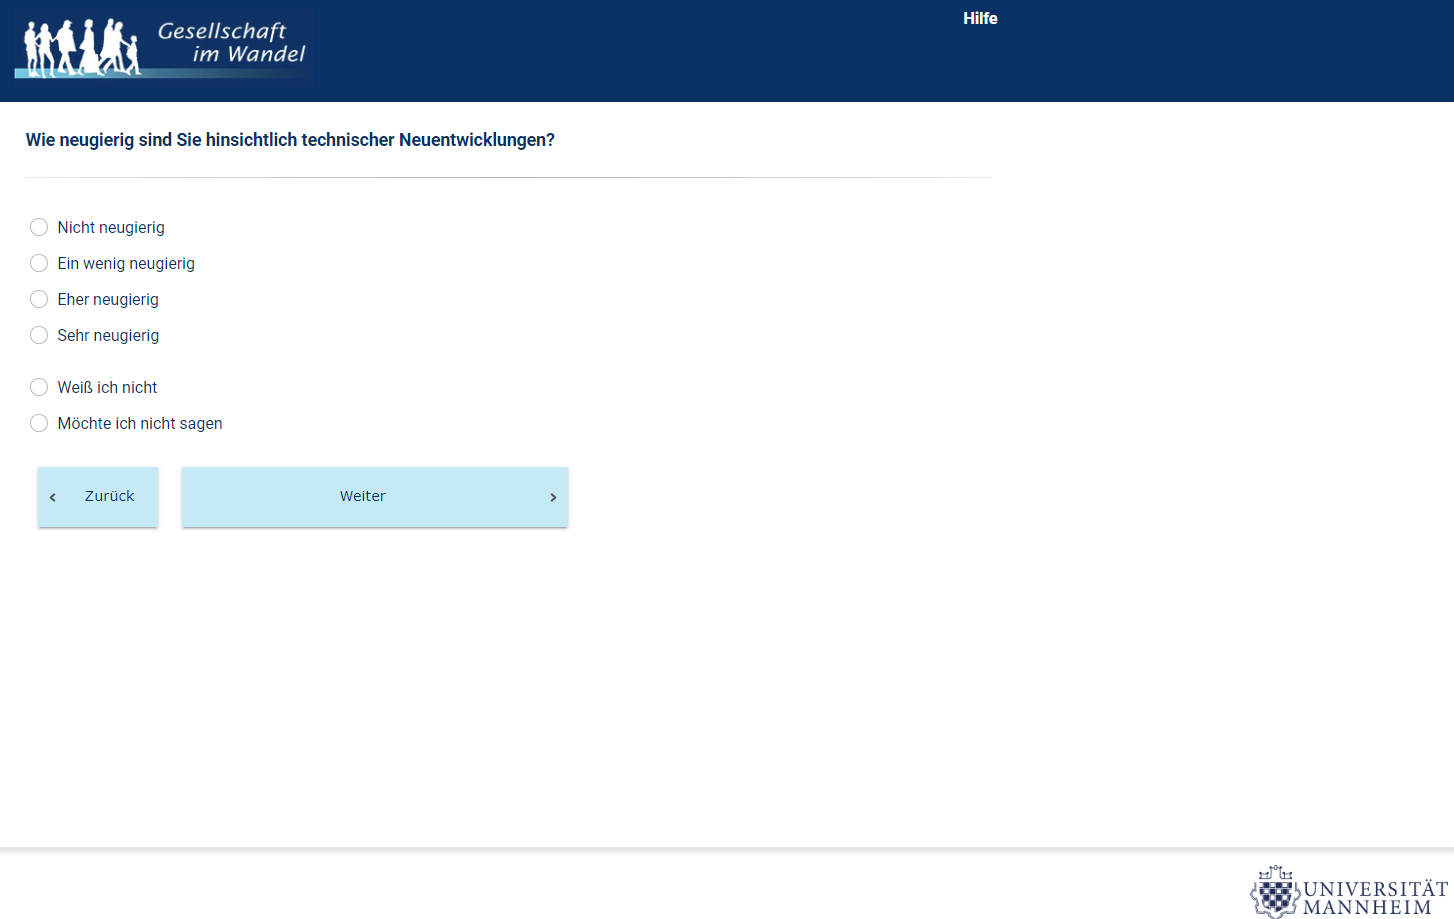 Gesellschaft
im Wandel
Hilfe
Wie neugierig sind Sie hinsichtlich technischer Neuentwicklungen?
Nicht neugierig
Ein wenig neugierig
Eher neugierig
Sehr neugierig
Weiß ich nicht
Möchte ich nicht sagen
Zurück
Weiter
UNIVERSITÄT
MANNHEIM